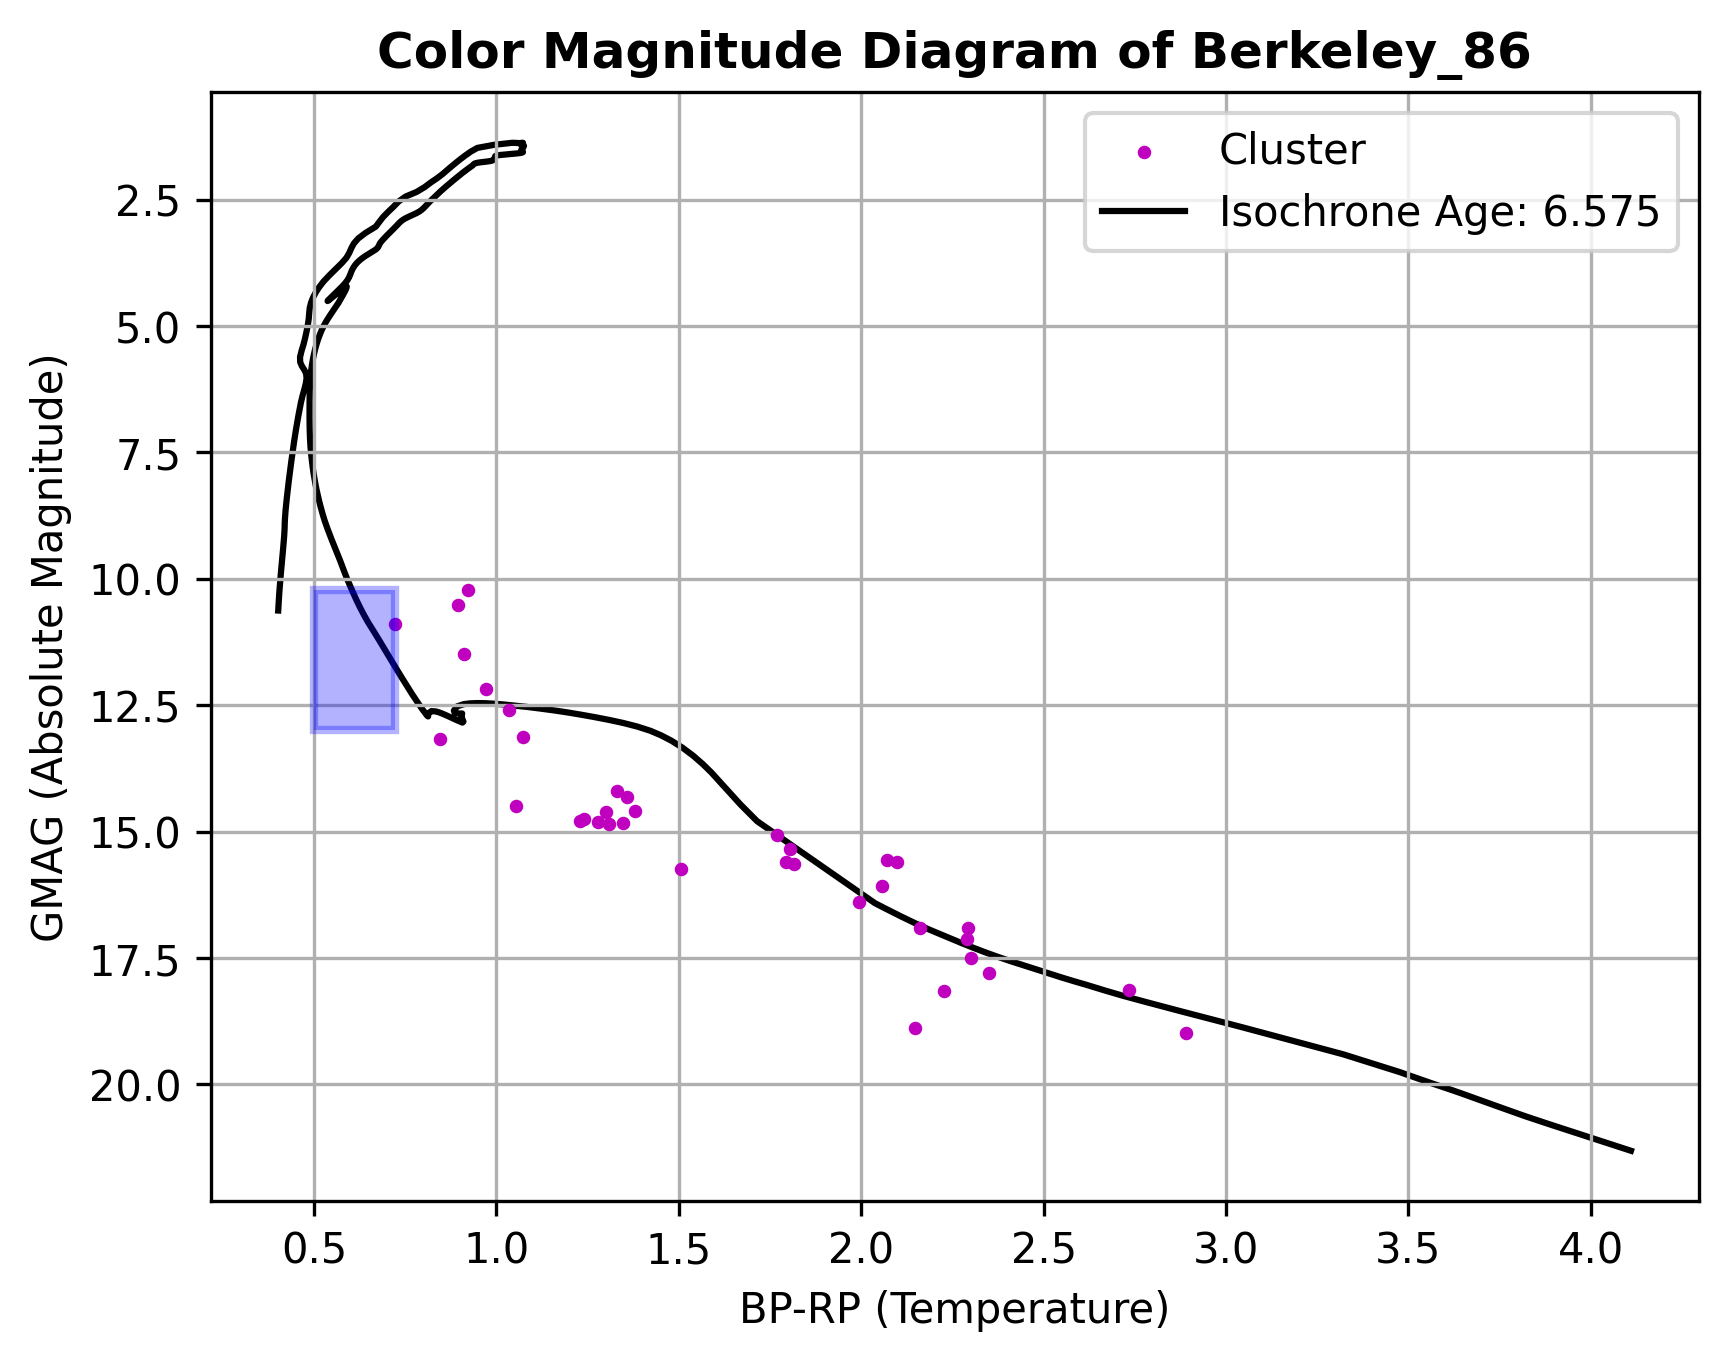 Color Magnitude Diagram of Berkeley_86
Cluster
Isochrone Age: 6.575
GMAG (Absolute Magnitude)
2.5
5.0
7.5
10.0
12.5
15.0
17.5
20.0
0.5 1.0 1.5 2.0 2.5 3.0 3.5 4.0
BP-RP (Temperature)